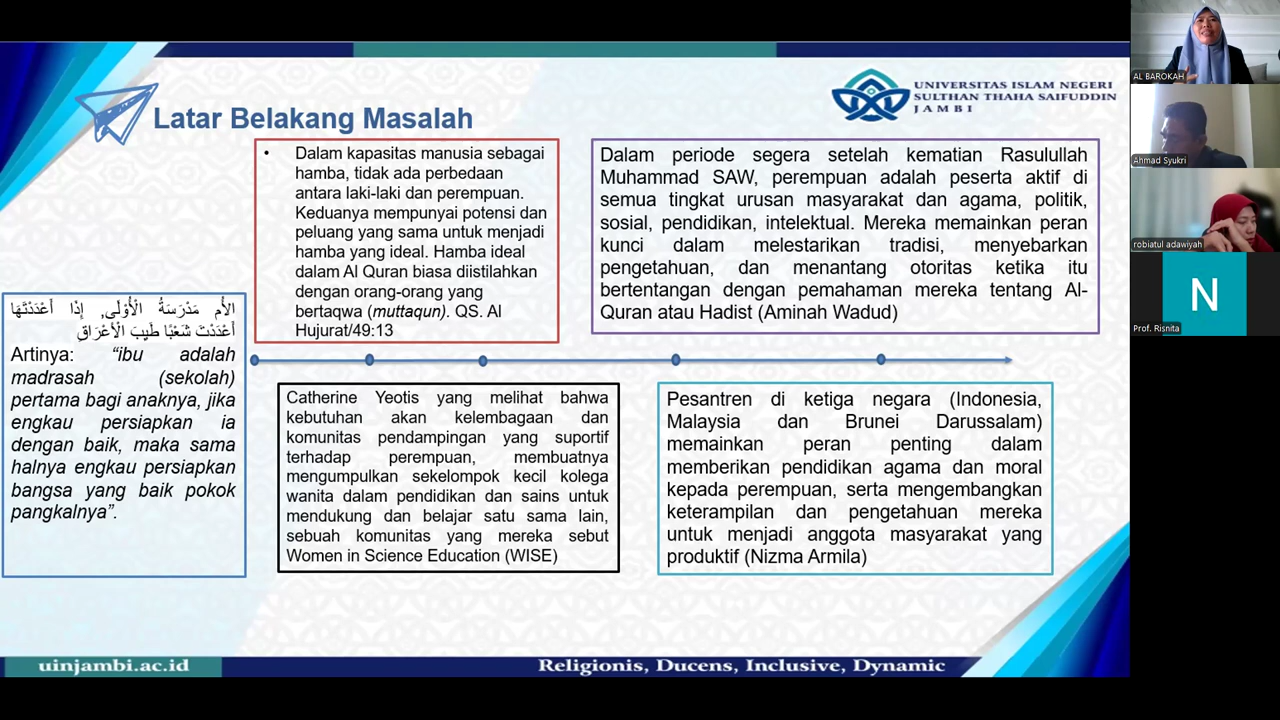 Latar Belakang Masalah
UNIVERSITAS ISLAM NEGERI
SULTHAN THAHA SAIFUDDIN
JAMBI
الأُم مَدْرَسَةُ الْأُوْلَى, إِذَا أَعْدَدْتَهَا
أَعْدَدْتَ شَعْبًا طَيِبَ الْأَعْرَاقِ
Artinya: “ibu adalah
madrasah (sekolah)
pertama bagi anaknya, jika
engkau persiapkan ia
dengan baik, maka sama
halnya engkau persiapkan
bangsa yang baik pokok
pangkalnya”.
• Dalam kapasitas manusia sebagai
hamba, tidak ada perbedaan
antara laki-laki dan perempuan.
Keduanya mempunyai potensi dan
peluang yang sama untuk menjadi
hamba yang ideal. Hamba ideal
dalam Al Quran biasa diistilahkan
dengan orang-orang yang
bertaqwa (muttaqun). QS. Al
Hujurat/49:13
Dalam periode segera setelah kematian Rasulullah
Muhammad SAW, perempuan adalah peserta aktif di
semua tingkat urusan masyarakat dan agama, politik,
sosial, pendidikan, intelektual. Mereka memainkan peran
kunci dalam melestarikan tradisi, menyebarkan
pengetahuan, dan menantang otoritas ketika itu
bertentangan dengan pemahaman mereka tentang Al-
Quran atau Hadist (Aminah Wadud)
Catherine Yeotis yang melihat bahwa
kebutuhan akan kelembagaan dan
komunitas pendampingan yang suportif
terhadap perempuan, membuatnya
mengumpulkan sekelompok kecil kolega
wanita dalam pendidikan dan sains untuk
mendukung dan belajar satu sama lain,
sebuah komunitas yang mereka sebut
Women in Science Education (WISE)
Pesantren di ketiga negara (Indonesia,
Malaysia dan Brunei Darussalam)
memainkan peran penting dalam
memberikan pendidikan agama dan moral
kepada perempuan, serta mengembangkan
keterampilan dan pengetahuan mereka
untuk menjadi anggota masyarakat yang
produktif (Nizma Armila)
uinjambi.ac.id
Religionis, Ducens, Inclusive, Dynamic
AL BAROKAH
Ahmad Syukri
robiatul adawiyah
N
Prof. Risnita